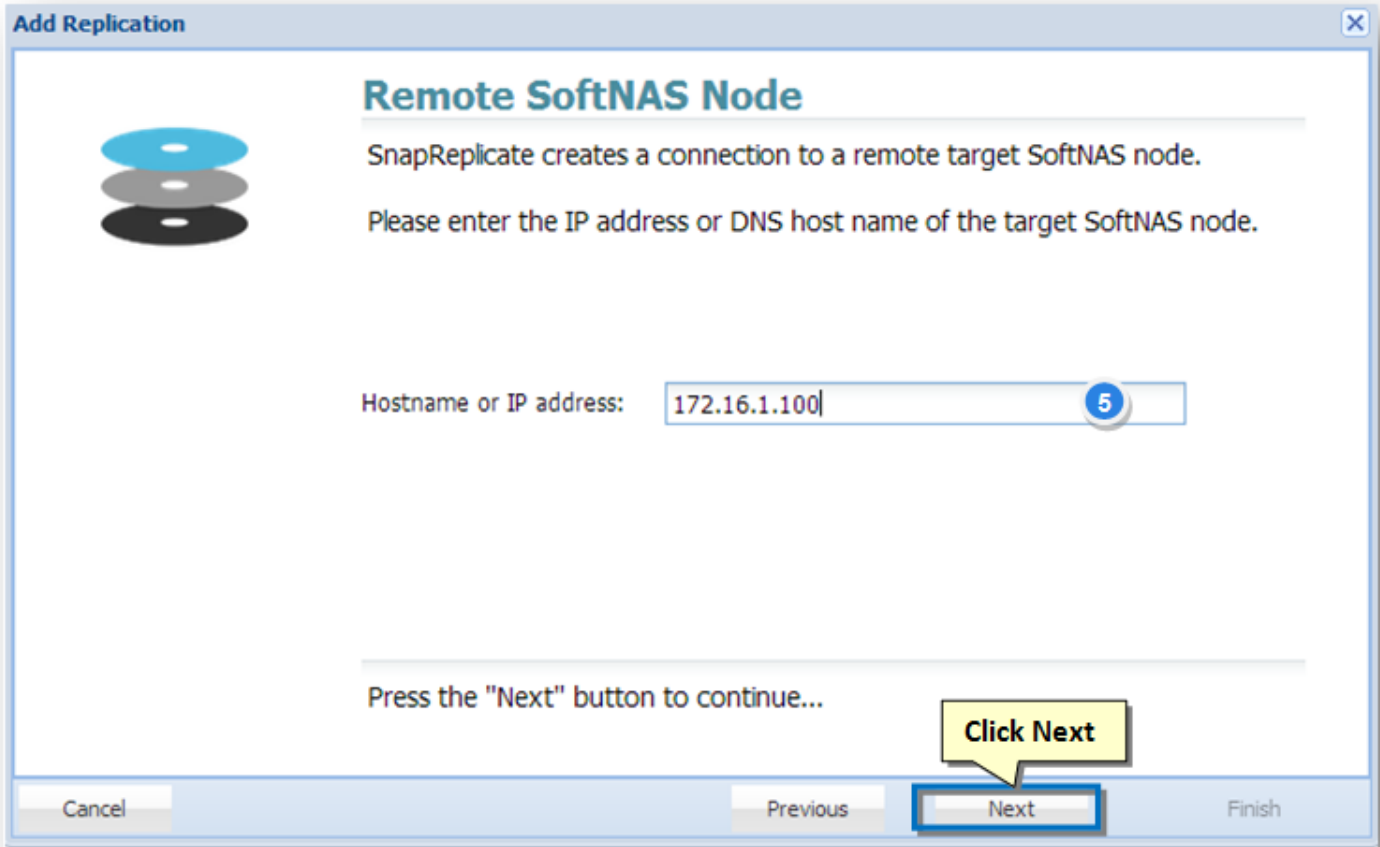 Add Replication
Remote SoftNAS Node
SnapReplicate creates a connection to a remote target SoftNAS node.
Please enter the IP address or DNS host name of the target SoftNAS node.
Hostname or IP address: 172.16.1.100 5
Press the "Next" button to continue...
Click Next
Cancel Previous Next Finish